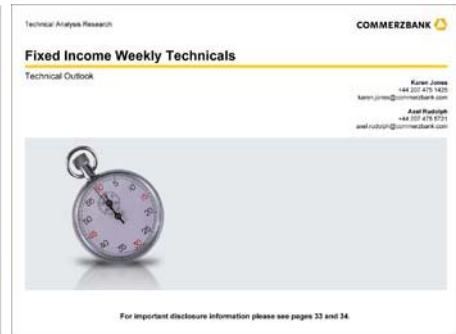 Technical Analysis Research
COMMERZBANK
Fixed Income Weekly Technicals
Technical Outlook
Karen Jones
+44 207 475 1425
karen.jones@commerzbank.com
Axel Rudolph
+44 207 475 5721
axel.rudolph@commerzbank.com
For important disclosure information please see pages 33 and 34.